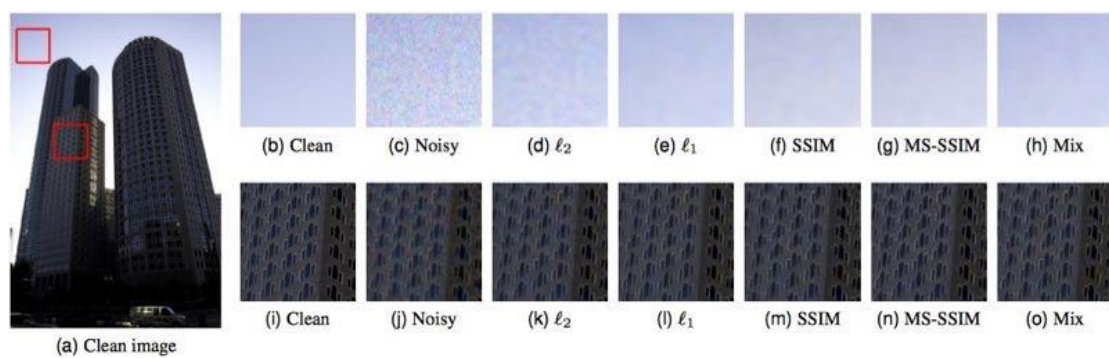 (b) Clean (c) Noisy (d) ℓ₂ (e) ℓ₁ (f) SSIM (g) MS-SSIM (h) Mix
(i) Clean (j) Noisy (k) ℓ₂ (l) ℓ₁ (m) SSIM (n) MS-SSIM (o) Mix
(a) Clean image